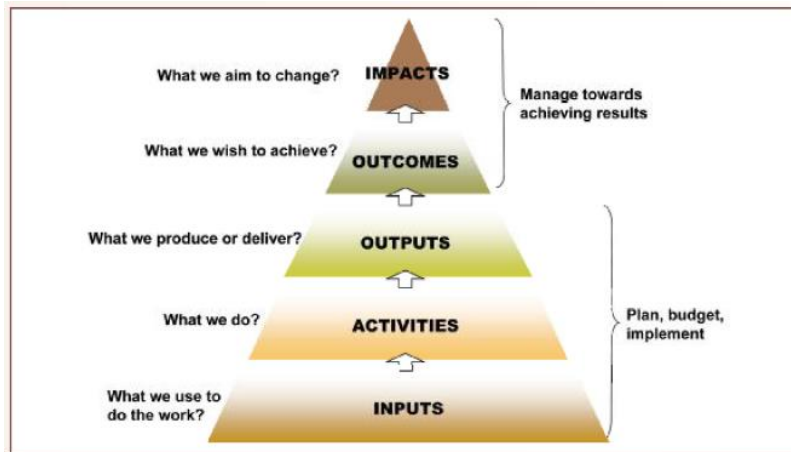 What we aim to change?
IMPACTS
Manage towards
achieving results
What we wish to achieve?
OUTCOMES
What we produce or deliver?
OUTPUTS
What we do?
ACTIVITIES
Plan, budget,
implement
What we use to
do the work?
INPUTS